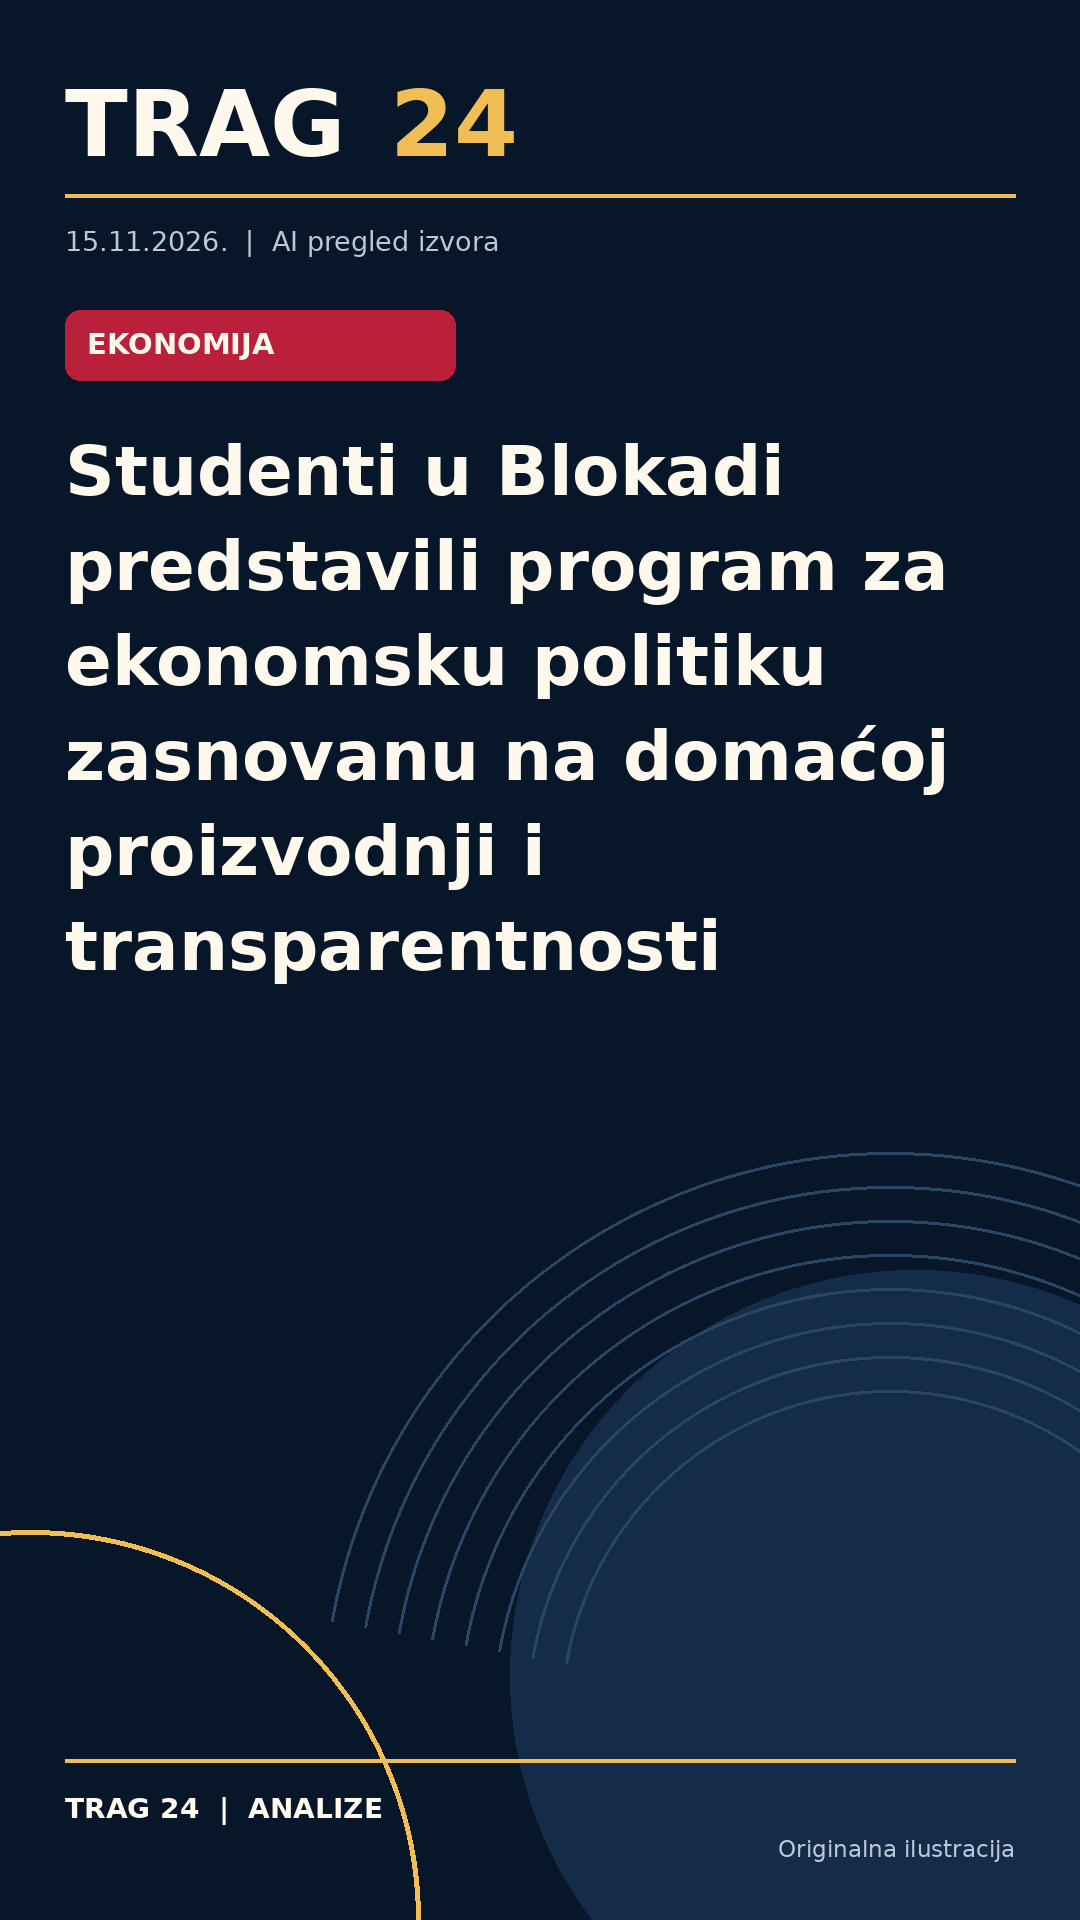 TRAG 24
15.11.2026. | AI pregled izvora
EKONOMIJA
Studenti u Blokadi
predstavili program za
ekonomsku politiku
zasnovanu na domaćoj
proizvodnji i
transparentnosti
TRAG 24 | ANALIZE
Originalna ilustracija